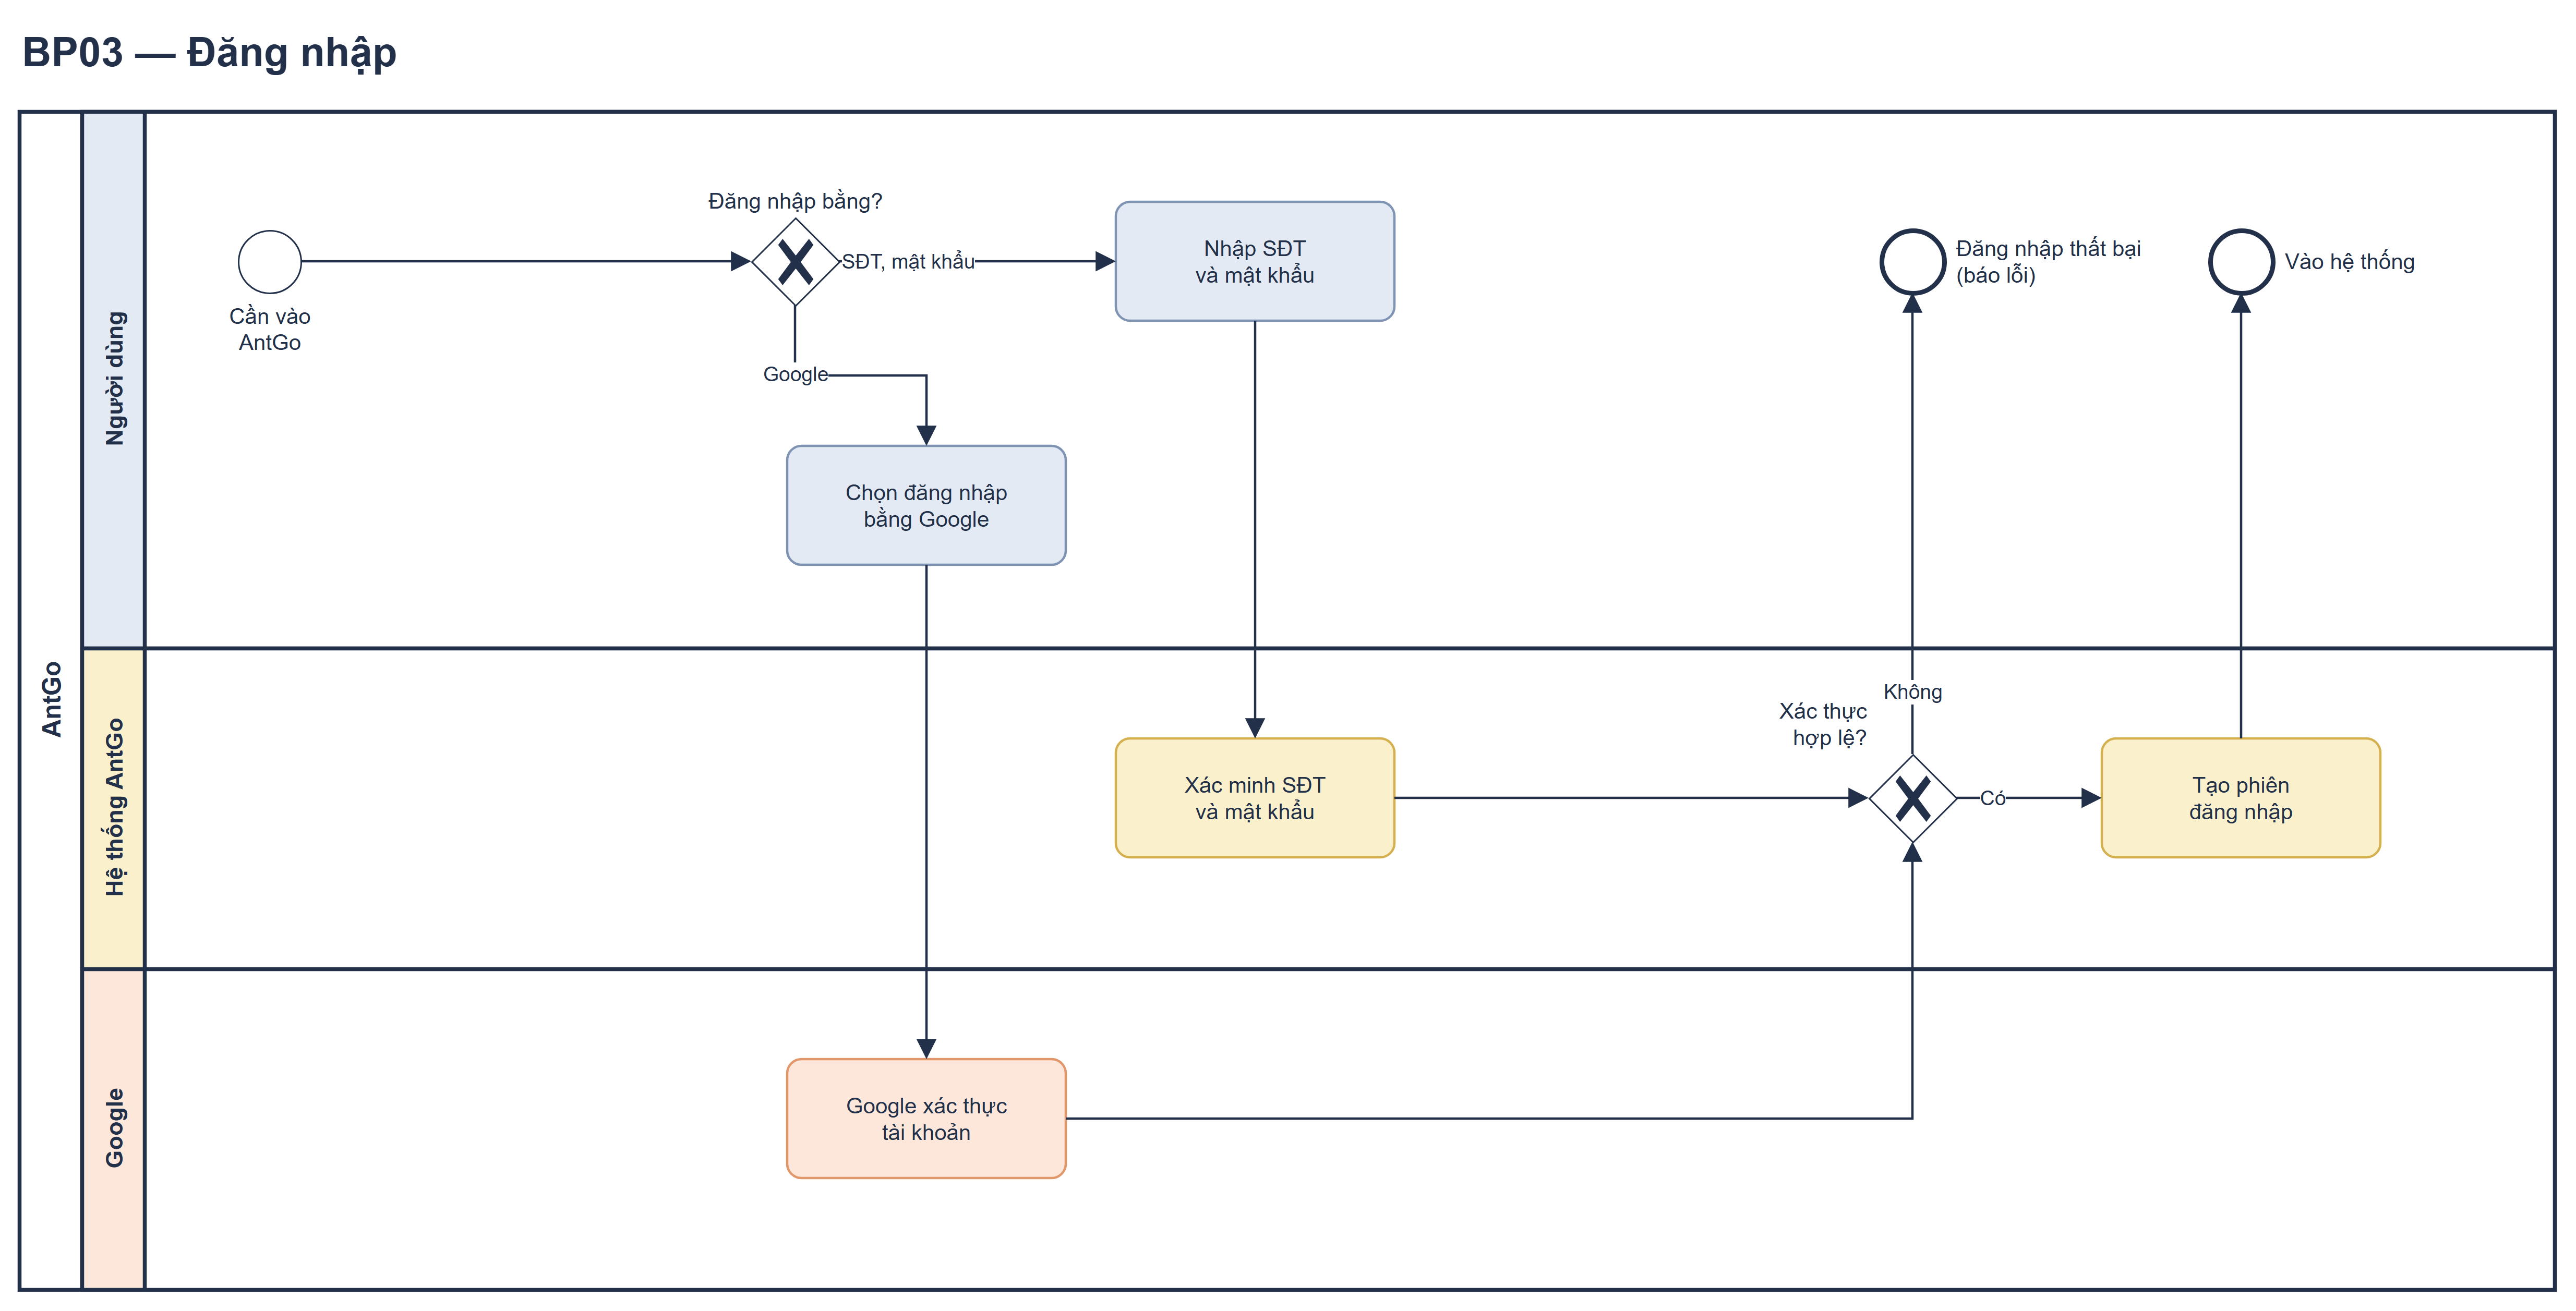 BP03 — Đăng nhập
AntGo
Người dùng
Cần vào
AntGo
Đăng nhập bằng?
SĐT, mật khẩu
Google
Nhập SĐT
và mật khẩu
Chọn đăng nhập
bằng Google
Đăng nhập thất bại
(báo lỗi)
Vào hệ thống
Hệ thống AntGo
Xác minh SĐT
và mật khẩu
Xác thực
hợp lệ?
Không
Có
Tạo phiên
đăng nhập
Google
Google xác thực
tài khoản